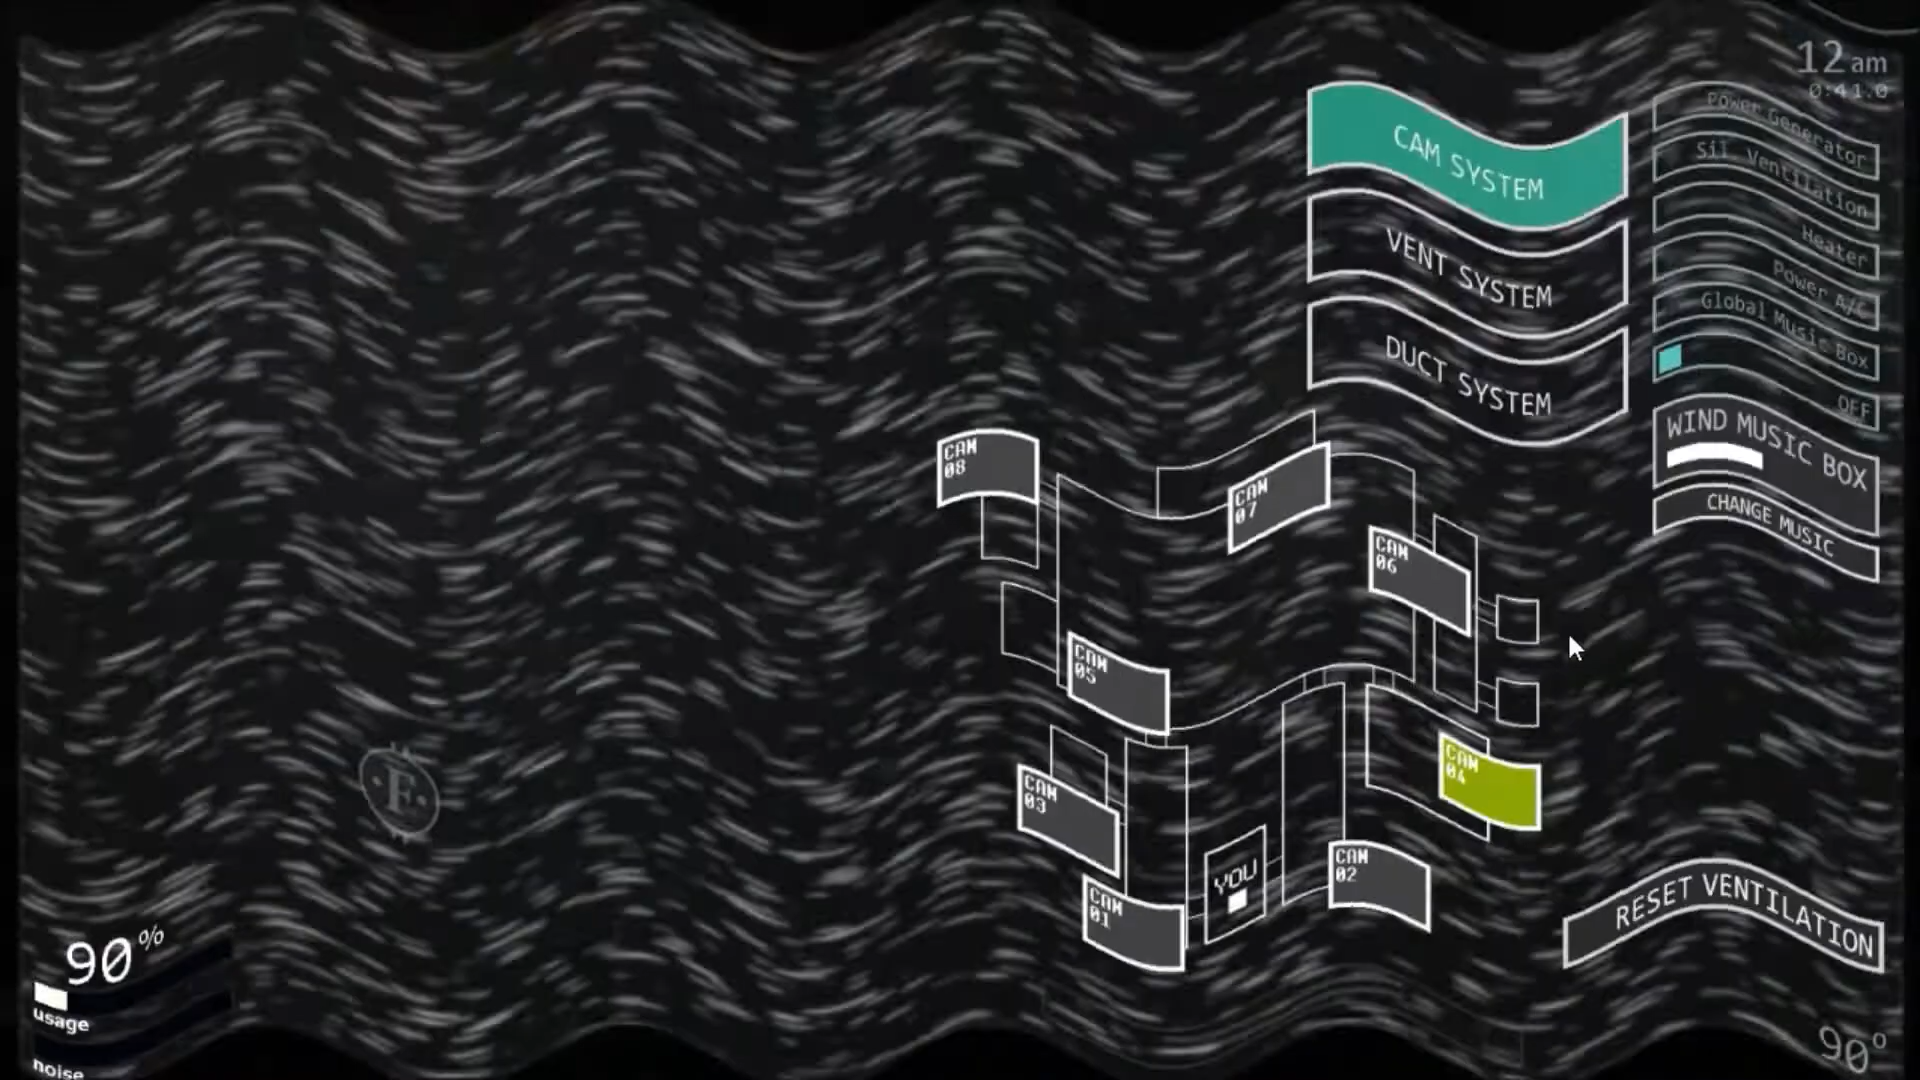 12 am
0:41.0
CAM SYSTEM
VENT SYSTEM
DUCT SYSTEM
Power Generator
Sil. Ventilation
Heater
Power A/C
Global Music Box
OFF
WIND MUSIC BOX
CHANGE MUSIC
CAM
08
CAM
07
CAM
06
CAM
05
CAM
04
CAM
03
YOU
CAM
02
CAM
01
RESET VENTILATION
E
90%
usage
noise
90°